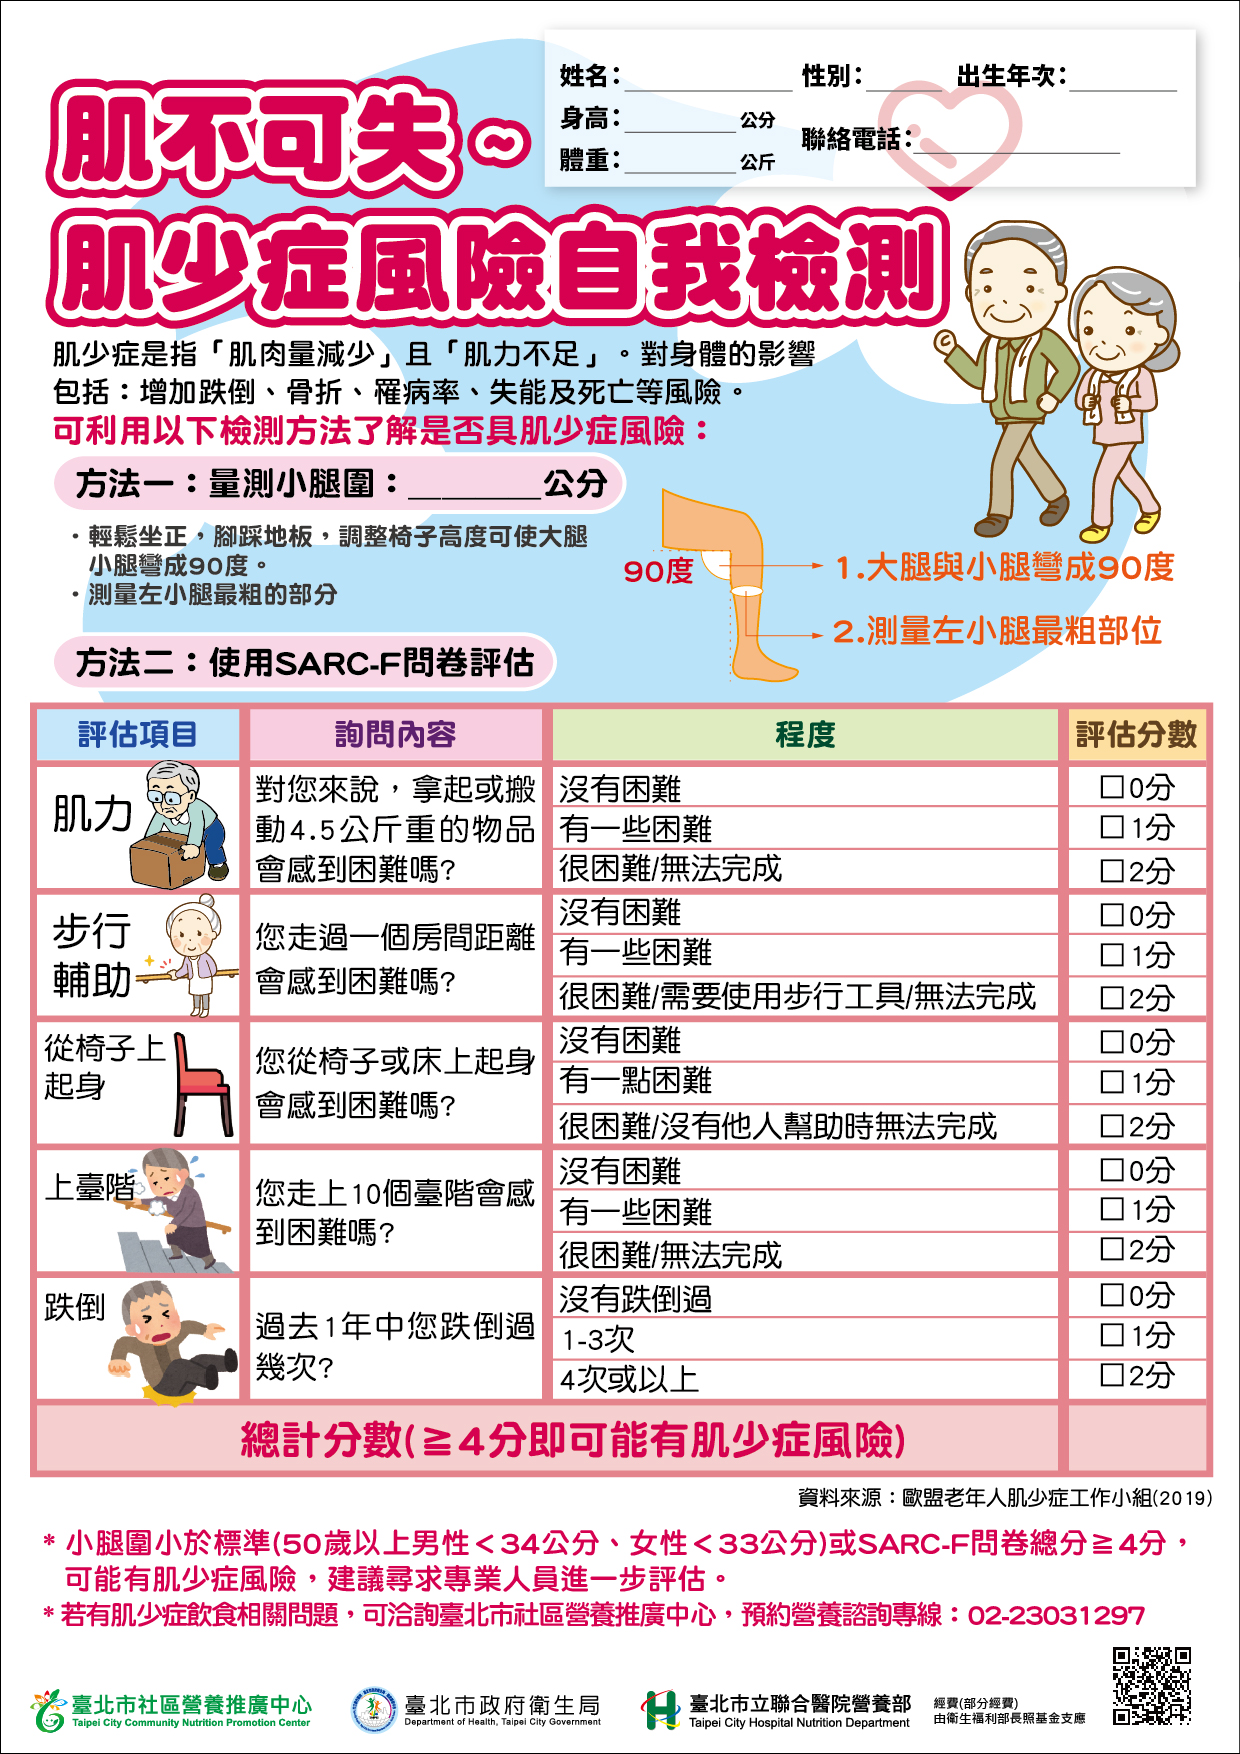 姓名：
性別：
出生年次：
身高：公分
聯絡電話：
體重：公斤
肌不可失~
肌少症風險自我檢測
肌少症是指「肌肉量減少」且「肌力不足」。對身體的影響
包括：增加跌倒、骨折、罹病率、失能及死亡等風險。
可利用以下檢測方法了解是否具肌少症風險：
方法一：量測小腿圍：________公分
・輕鬆坐正，腳踩地板，調整椅子高度可使大腿
小腿彎成90度。
・測量左小腿最粗的部分
90度
1.大腿與小腿彎成90度
2.測量左小腿最粗部位
方法二：使用SARC-F問卷評估
評估項目 詢問內容 程度 評估分數
肌力
對您來說，拿起或搬
動4.5公斤重的物品
會感到困難嗎?
沒有困難 □0分
有一些困難 □1分
很困難/無法完成 □2分
步行
輔助
您走過一個房間距離
會感到困難嗎?
沒有困難 □0分
有一些困難 □1分
很困難/需要使用步行工具/無法完成 □2分
從椅子上
起身
您從椅子或床上起身
會感到困難嗎?
沒有困難 □0分
有一點困難 □1分
很困難/沒有他人幫助時無法完成 □2分
上臺階
您走上10個臺階會感
到困難嗎?
沒有困難 □0分
有一些困難 □1分
很困難/無法完成 □2分
跌倒
過去1年中您跌倒過
幾次?
沒有跌倒過 □0分
1-3次 □1分
4次或以上 □2分
總計分數(≧4分即可能有肌少症風險)
資料來源：歐盟老年人肌少症工作小組(2019)
* 小腿圍小於標準(50歲以上男性＜34公分、女性＜33公分)或SARC-F問卷總分≧4分，
可能有肌少症風險，建議尋求專業人員進一步評估。
* 若有肌少症飲食相關問題，可洽詢臺北市社區營養推廣中心，預約營養諮詢專線：02-23031297
臺北市社區營養推廣中心
Taipei City Community Nutrition Promotion Center
臺北市政府衛生局
Department of Health, Taipei City Government
臺北市立聯合醫院營養部
Taipei City Hospital Nutrition Department
經費(部分經費)
由衛生福利部長照基金支應